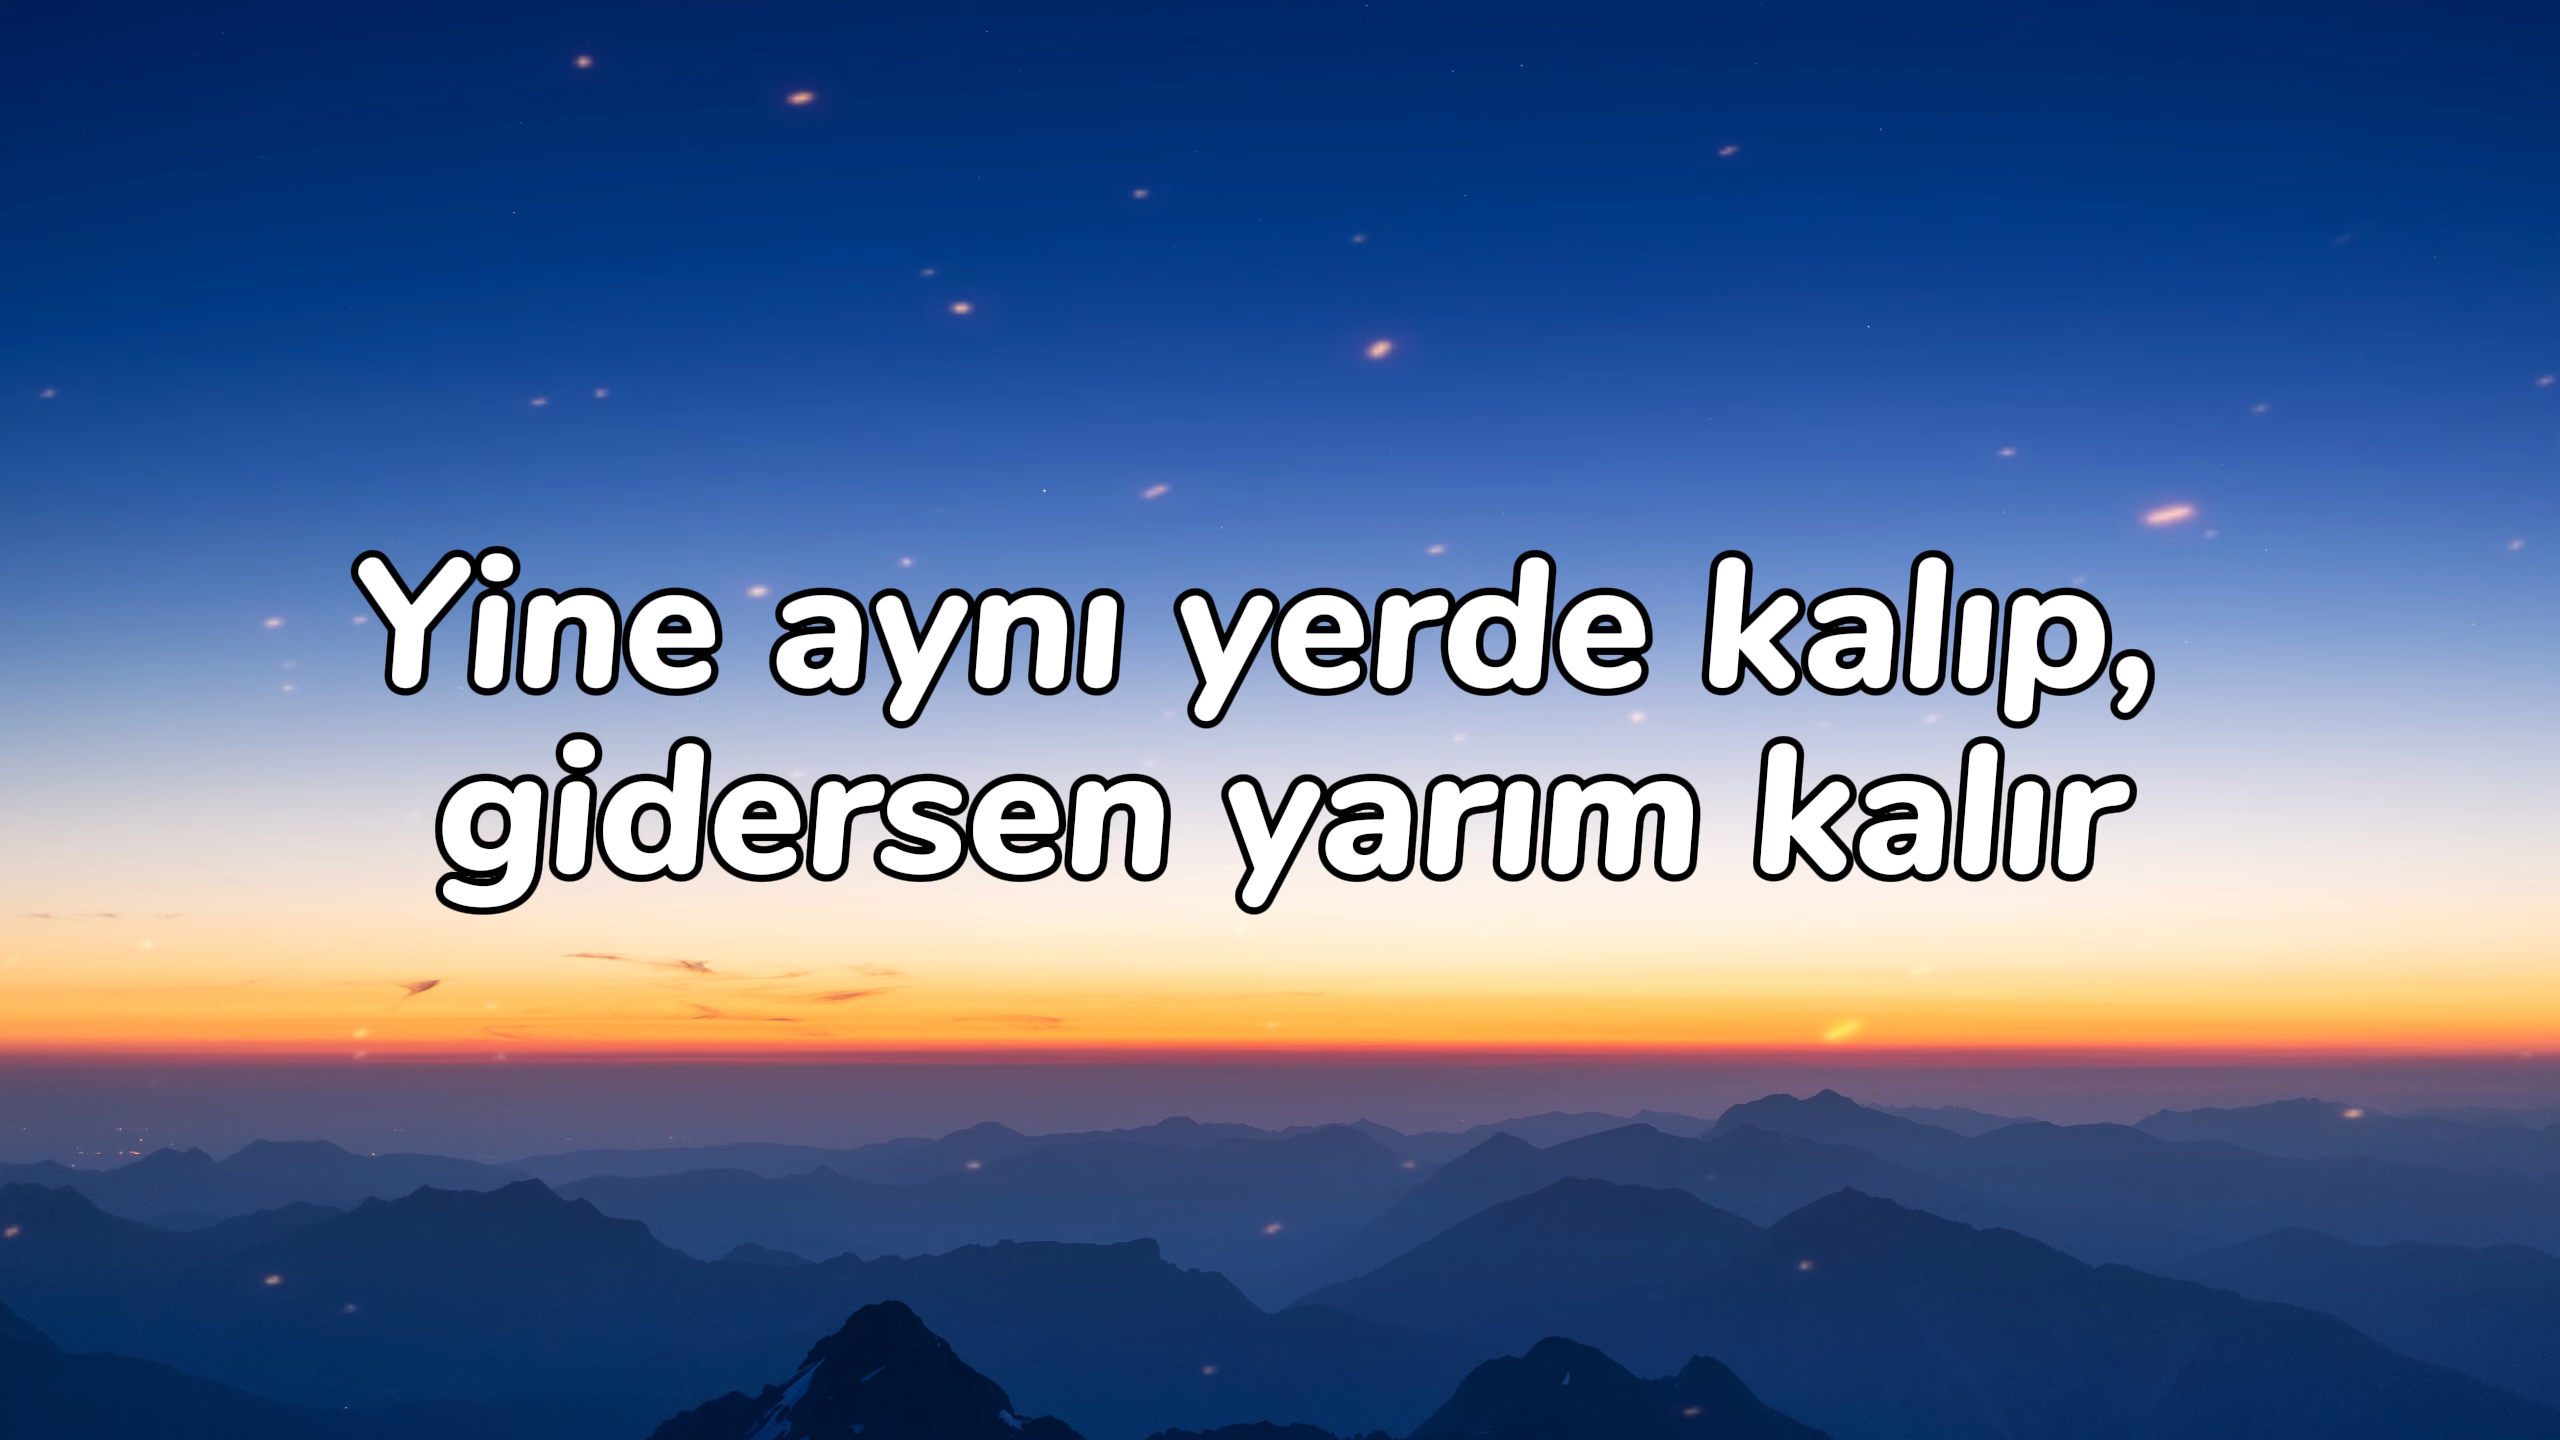 Yine aynı yerde kalıp,
gidersen yarım kalır